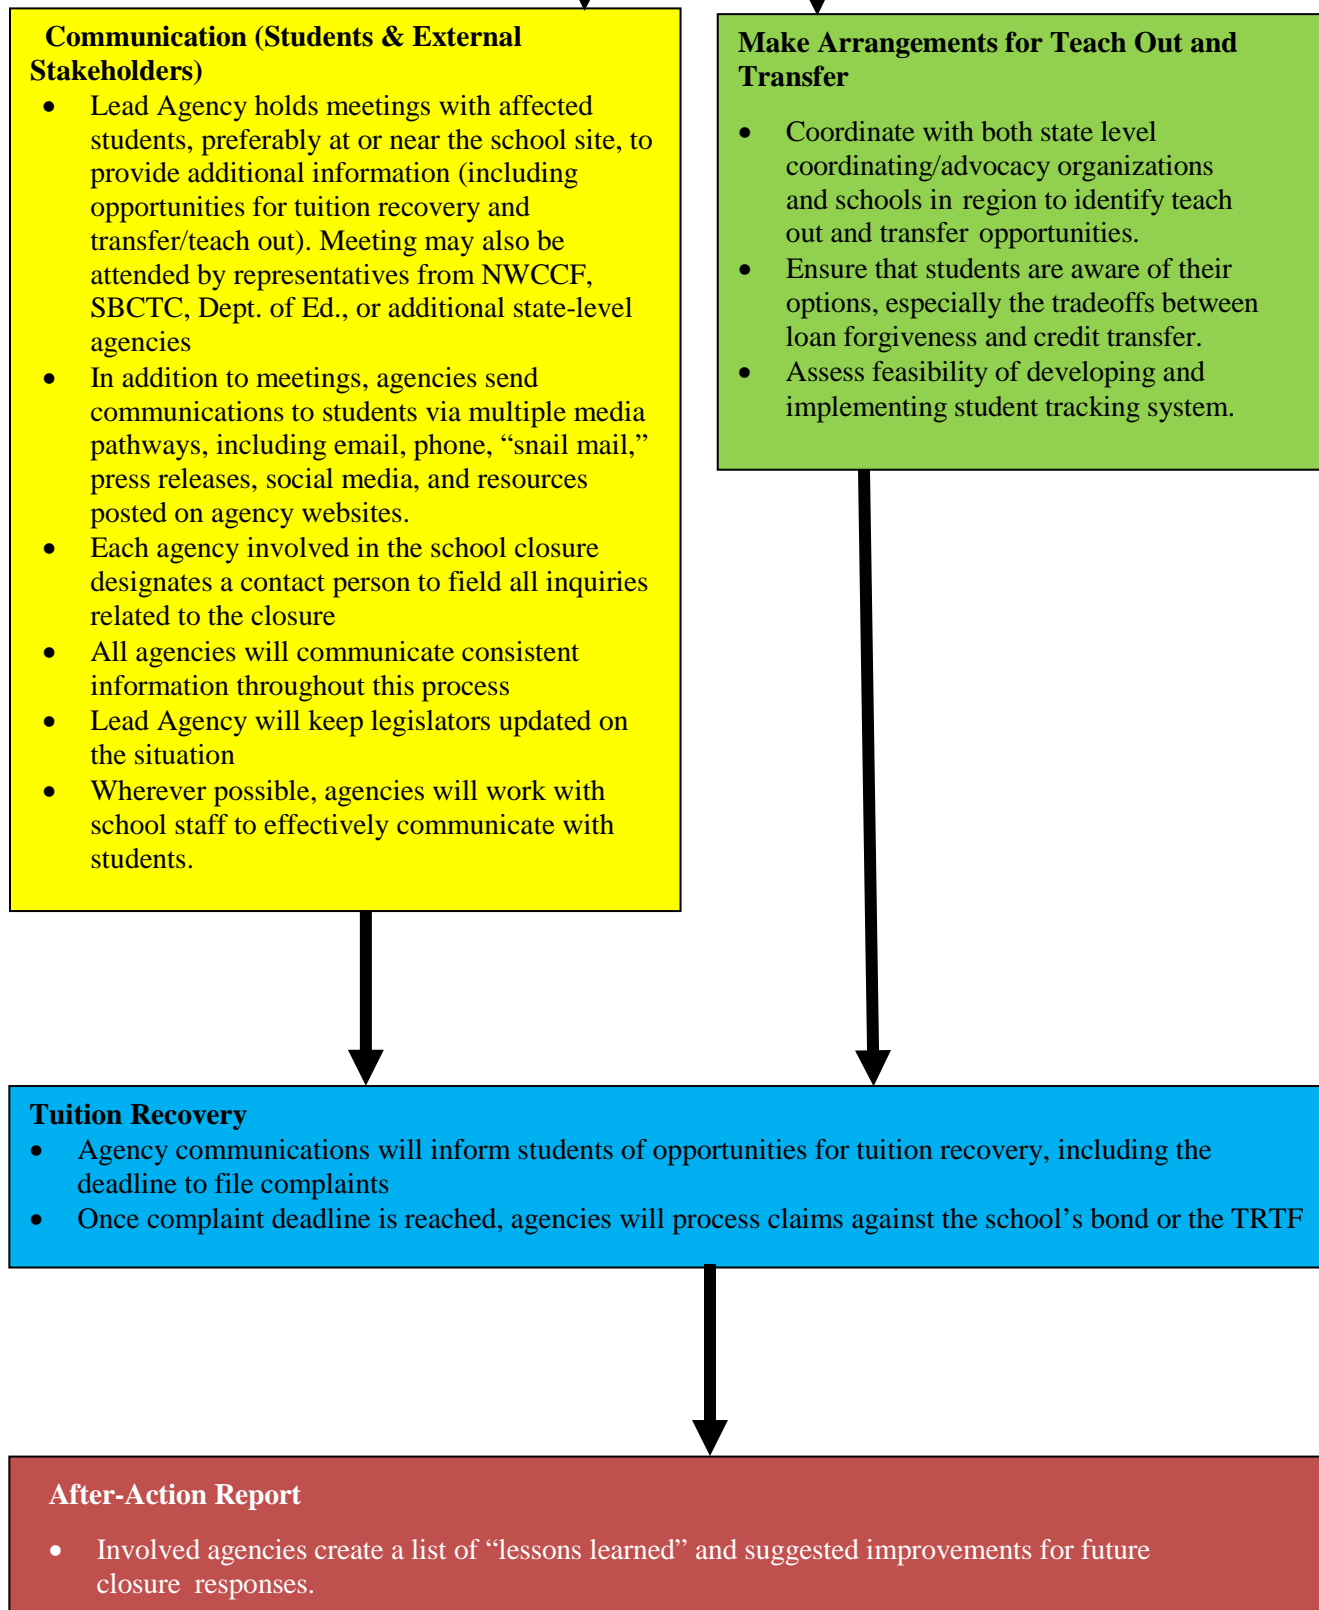 Communication (Students & External
Stakeholders)
• Lead Agency holds meetings with affected
students, preferably at or near the school site, to
provide additional information (including
opportunities for tuition recovery and
transfer/teach out). Meeting may also be
attended by representatives from NWCCF,
SBCTC, Dept. of Ed., or additional state-level
agencies
• In addition to meetings, agencies send
communications to students via multiple media
pathways, including email, phone, “snail mail,”
press releases, social media, and resources
posted on agency websites.
• Each agency involved in the school closure
designates a contact person to field all inquiries
related to the closure
• All agencies will communicate consistent
information throughout this process
• Lead Agency will keep legislators updated on
the situation
• Wherever possible, agencies will work with
school staff to effectively communicate with
students.
Make Arrangements for Teach Out and
Transfer
• Coordinate with both state level
coordinating/advocacy organizations
and schools in region to identify teach
out and transfer opportunities.
• Ensure that students are aware of their
options, especially the tradeoffs between
loan forgiveness and credit transfer.
• Assess feasibility of developing and
implementing student tracking system.
Tuition Recovery
• Agency communications will inform students of opportunities for tuition recovery, including the
deadline to file complaints
• Once complaint deadline is reached, agencies will process claims against the school’s bond or the TRTF
After-Action Report
• Involved agencies create a list of “lessons learned” and suggested improvements for future
closure responses.